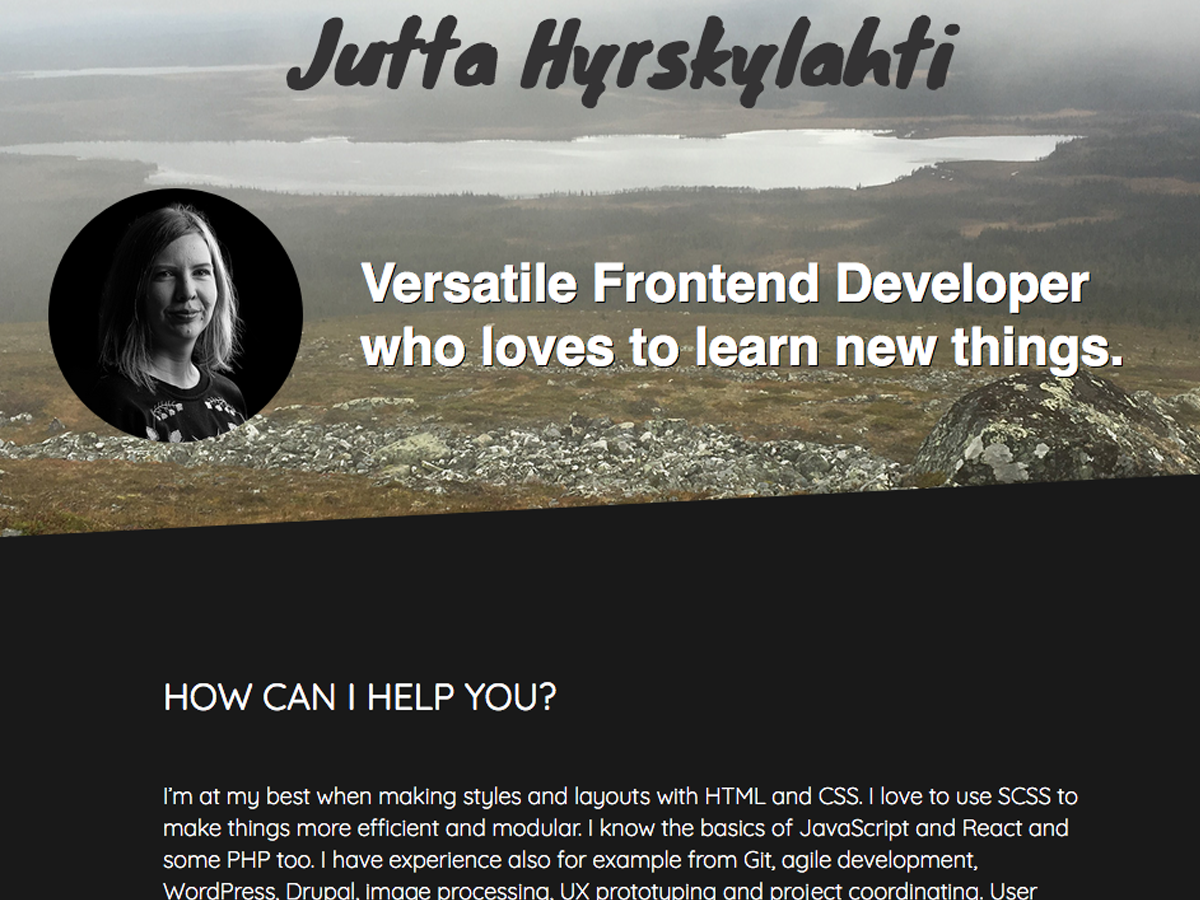 Jutta Hyrskylahti
Versatile Frontend Developer
who loves to learn new things.
HOW CAN I HELP YOU?
I'm at my best when making styles and layouts with HTML and CSS. I love to use SCSS to
make things more efficient and modular. I know the basics of JavaScript and React and
some PHP too. I have experience also for example from Git, agile development,
WordPress, Drupal, image processing, UX prototyping and project coordinating. User